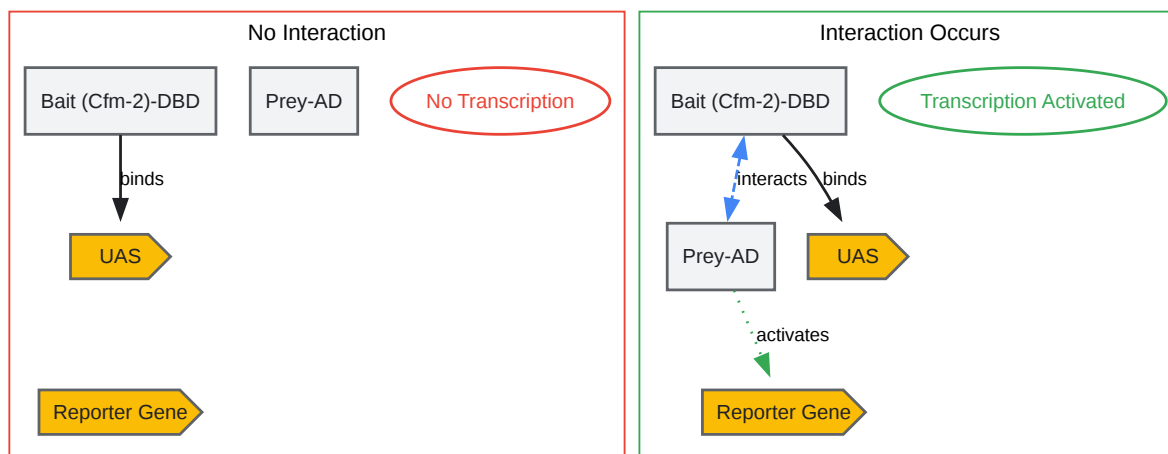 No Interaction
Bait (Cfm-2)-DBD
Prey-AD
No Transcription
binds
UAS
Reporter Gene
Interaction Occurs
Bait (Cfm-2)-DBD
Transcription Activated
interacts
binds
Prey-AD
UAS
activates
Reporter Gene